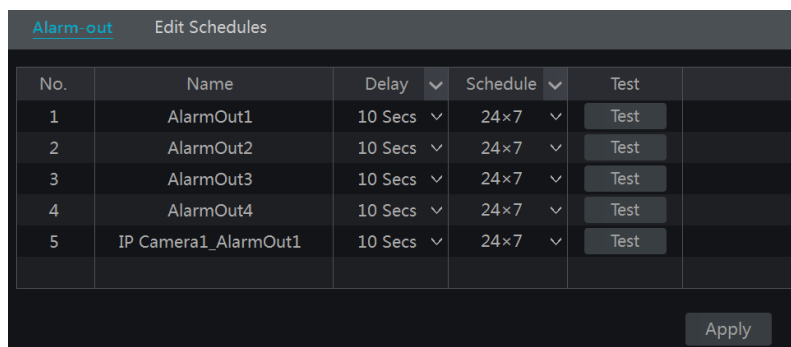 Alarm-out Edit Schedules
No. Name Delay Schedule Test
1 AlarmOut1 10 Secs 24×7 Test
2 AlarmOut2 10 Secs 24×7 Test
3 AlarmOut3 10 Secs 24×7 Test
4 AlarmOut4 10 Secs 24×7 Test
5 IP Camera1_AlarmOut1 10 Secs 24×7 Test
Apply